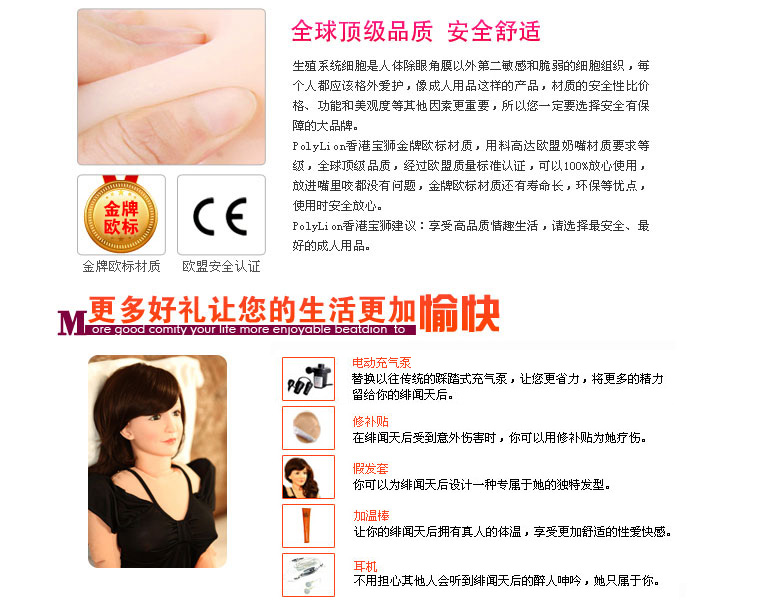 全球顶级品质 安全舒适
生殖系统细胞是人体除眼角膜以外第二敏感和脆弱的细胞组织，每
个人都应该格外爱护，像成人用品这样的产品，材质的安全性比价
格、功能和美观度等其他因素更重要，所以您一定要选择安全有保
障的大品牌。
PolyLion香港宝狮金牌欧标材质，用料高达欧盟奶嘴材质要求等
级，全球顶级品质，经过欧盟质量标准认证，可以100%放心使用，
放进嘴里咬都没有问题，金牌欧标材质还有寿命长，环保等优点，
使用时安全放心。
PolyLion香港宝狮建议：享受高品质情趣生活，请选择最安全、最
好的成人用品。
金牌
欧标
CE
金牌欧标材质
欧盟安全认证
更多好礼让您的生活更加愉快
More good comity your life more enjoyable beatdion to
电动充气泵
替换以往传统的踩踏式充气泵，让您更省力，将更多的精力
留给你的绯闻天后。
修补贴
在绯闻天后受到意外伤害时，你可以用修补贴为她疗伤。
假发套
你可以为绯闻天后设计一种专属于她的独特发型。
加温棒
让你的绯闻天后拥有真人的体温，享受更加舒适的性爱快感。
耳机
不用担心其他人会听到绯闻天后的醉人呻吟，她只属于你。